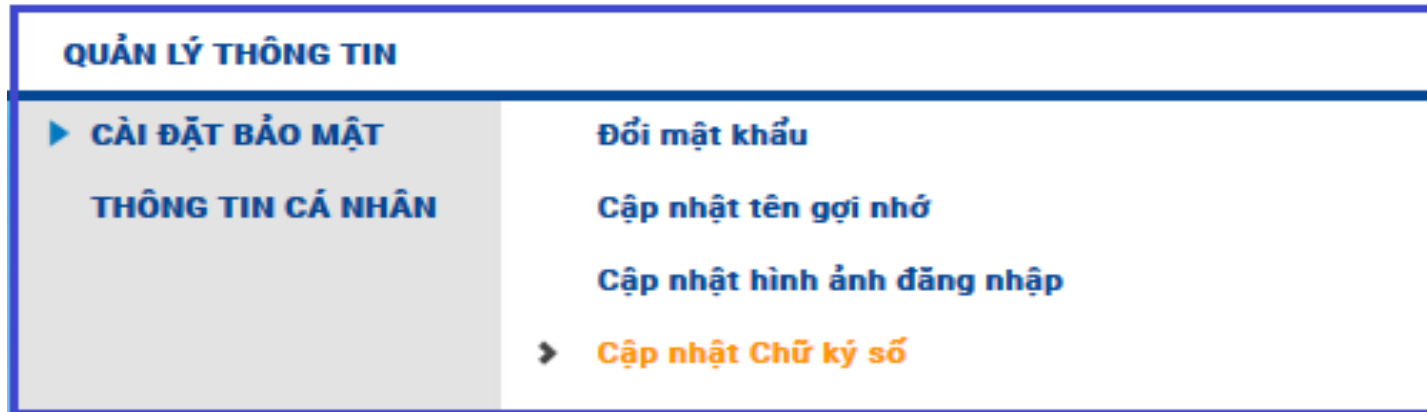 QUẢN LÝ THÔNG TIN
CÀI ĐẶT BẢO MẬT
THÔNG TIN CÁ NHÂN
Đổi mật khẩu
Cập nhật tên gợi nhớ
Cập nhật hình ảnh đăng nhập
Cập nhật Chữ ký số